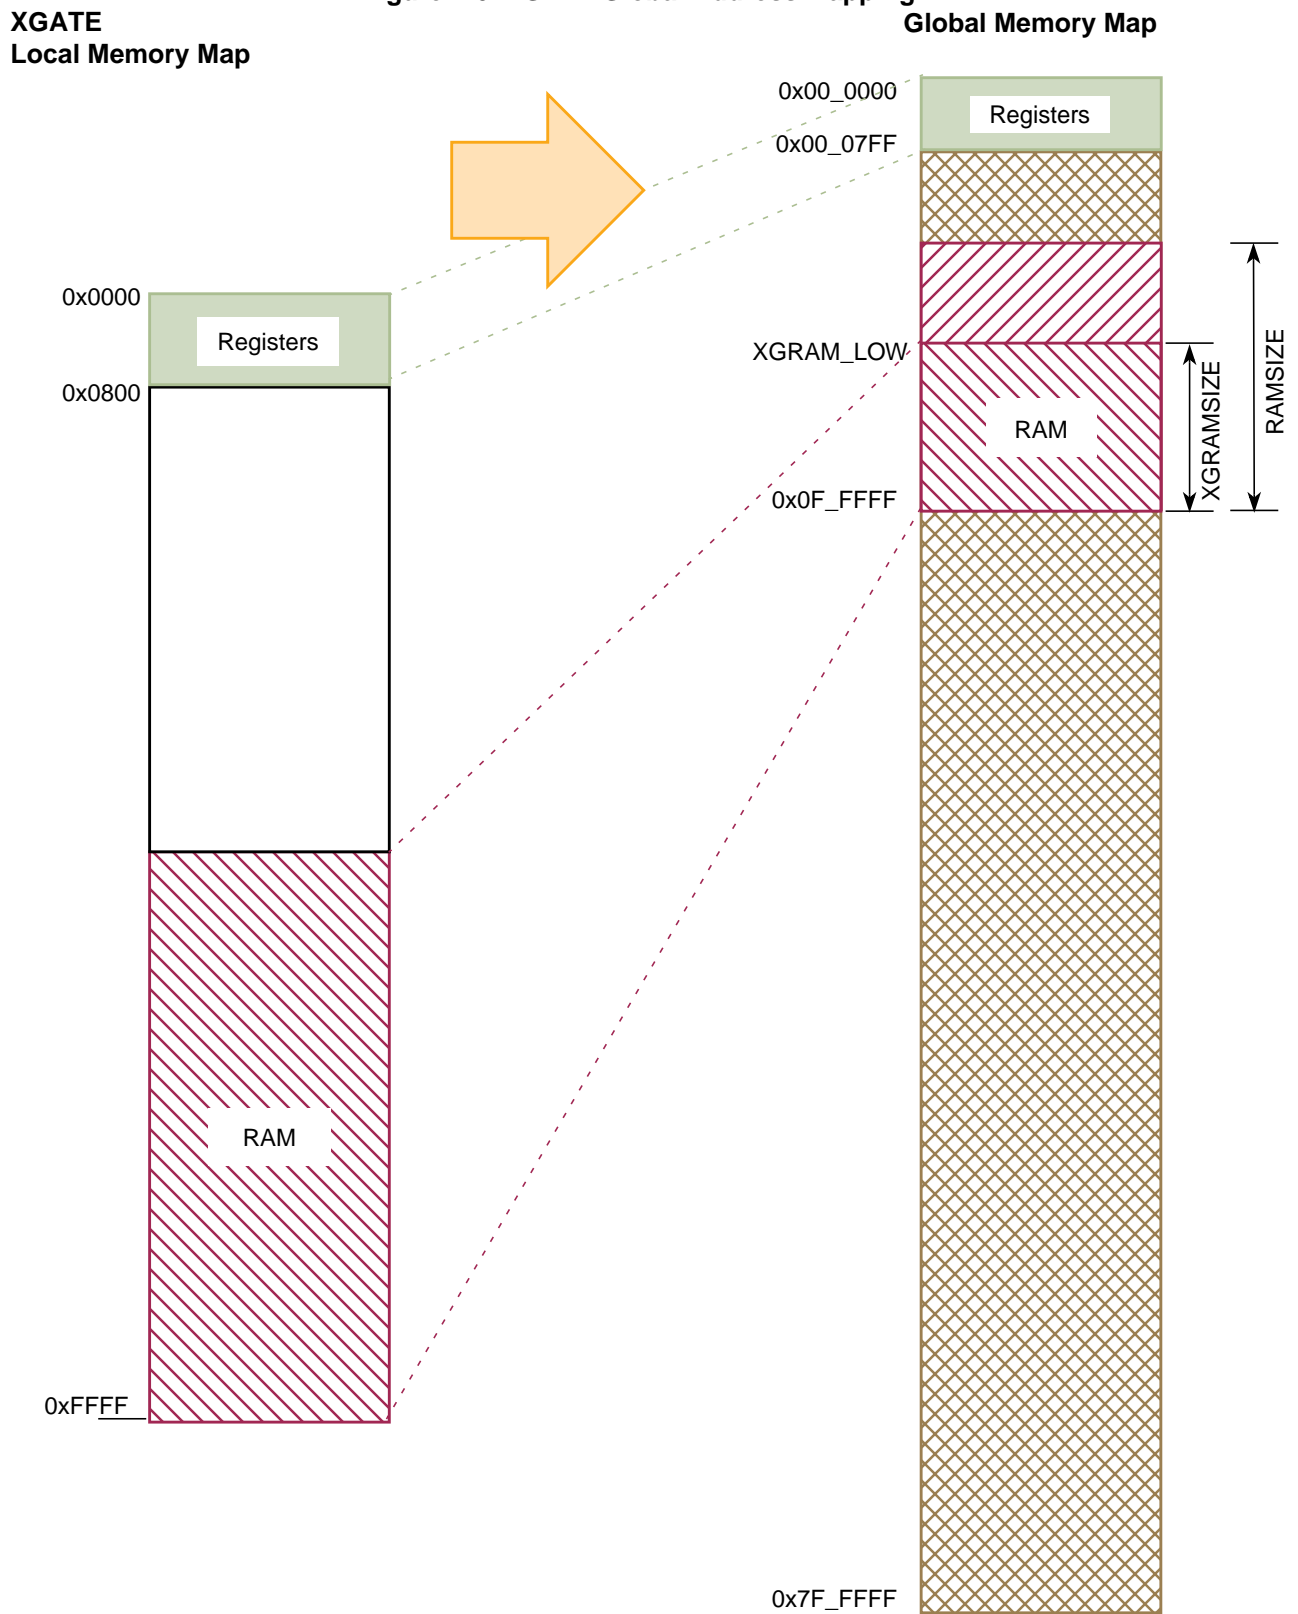 XGATE
Local Memory Map
Global Memory Map
0x00_0000
Registers
0x00_07FF
0x0000
Registers
0x0800
XGRAM_LOW
RAM
XGRAMSIZE
RAMSIZE
0x0F_FFFF
RAM
0xFFFF
0x7F_FFFF